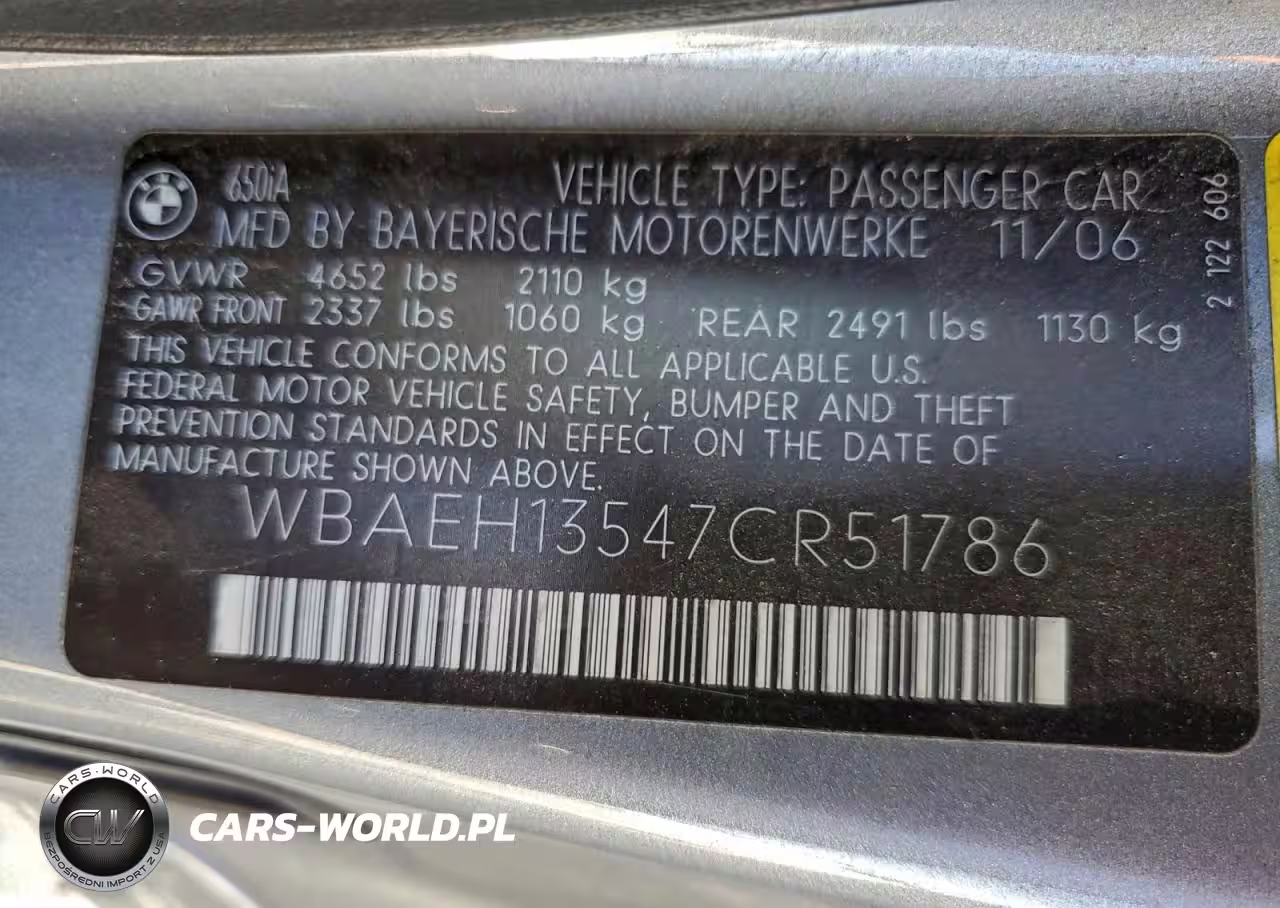 650iA VEHICLE TYPE: PASSENGER CAR
MFD BY BAYERISCHE MOTORENWERKE 11/06
GVWR 4652 lbs 2110 kg
GAWR FRONT 2337 lbs 1060 kg REAR 2491 lbs 1130 kg
THIS VEHICLE CONFORMS TO ALL APPLICABLE U.S.
FEDERAL MOTOR VEHICLE SAFETY, BUMPER AND THEFT
PREVENTION STANDARDS IN EFFECT ON THE DATE OF
MANUFACTURE SHOWN ABOVE.
WBAEH13547CR51786
2 122 606
CARS-WORLD
CW
BEZPOŚREDNI IMPORT Z USA
CARS-WORLD.PL